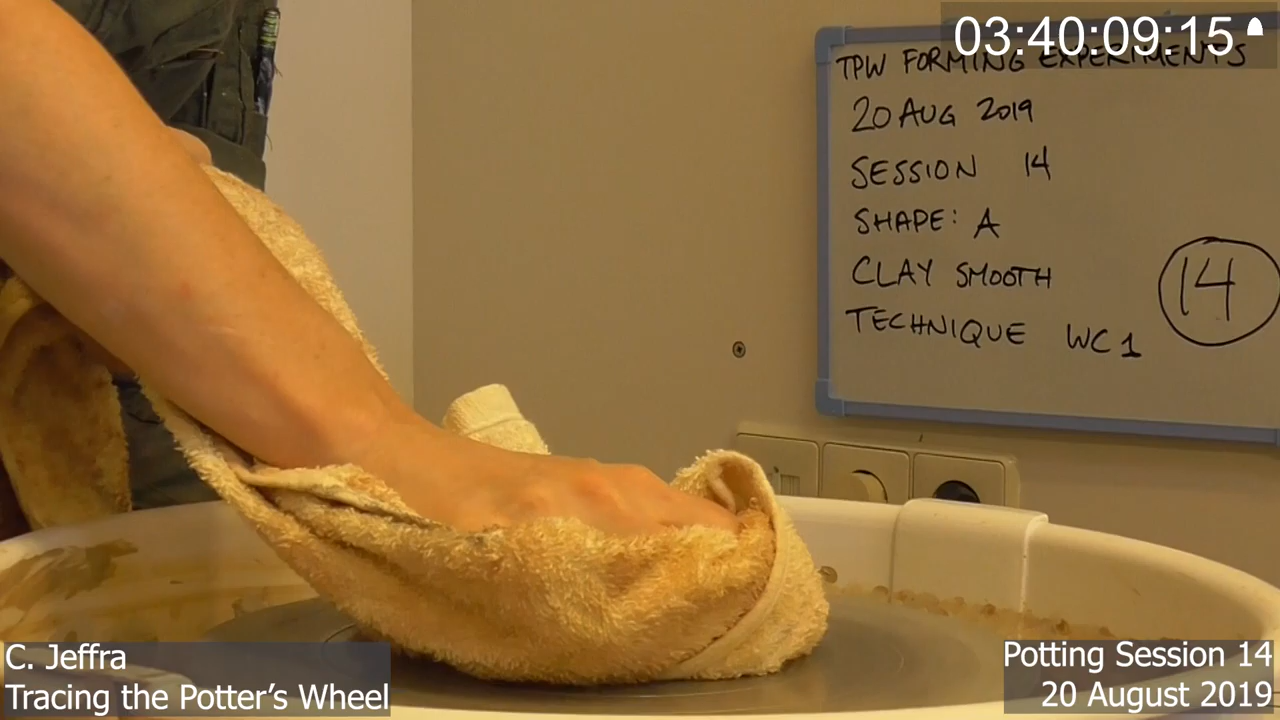 03:40:09:15
TPW FORMING EXPERIMENTS
20 AUG 2019
SESSION 14
SHAPE: A
CLAY SMOOTH
TECHNIQUE WC1
14
C. Jeffra
Tracing the Potter's Wheel
Potting Session 14
20 August 2019